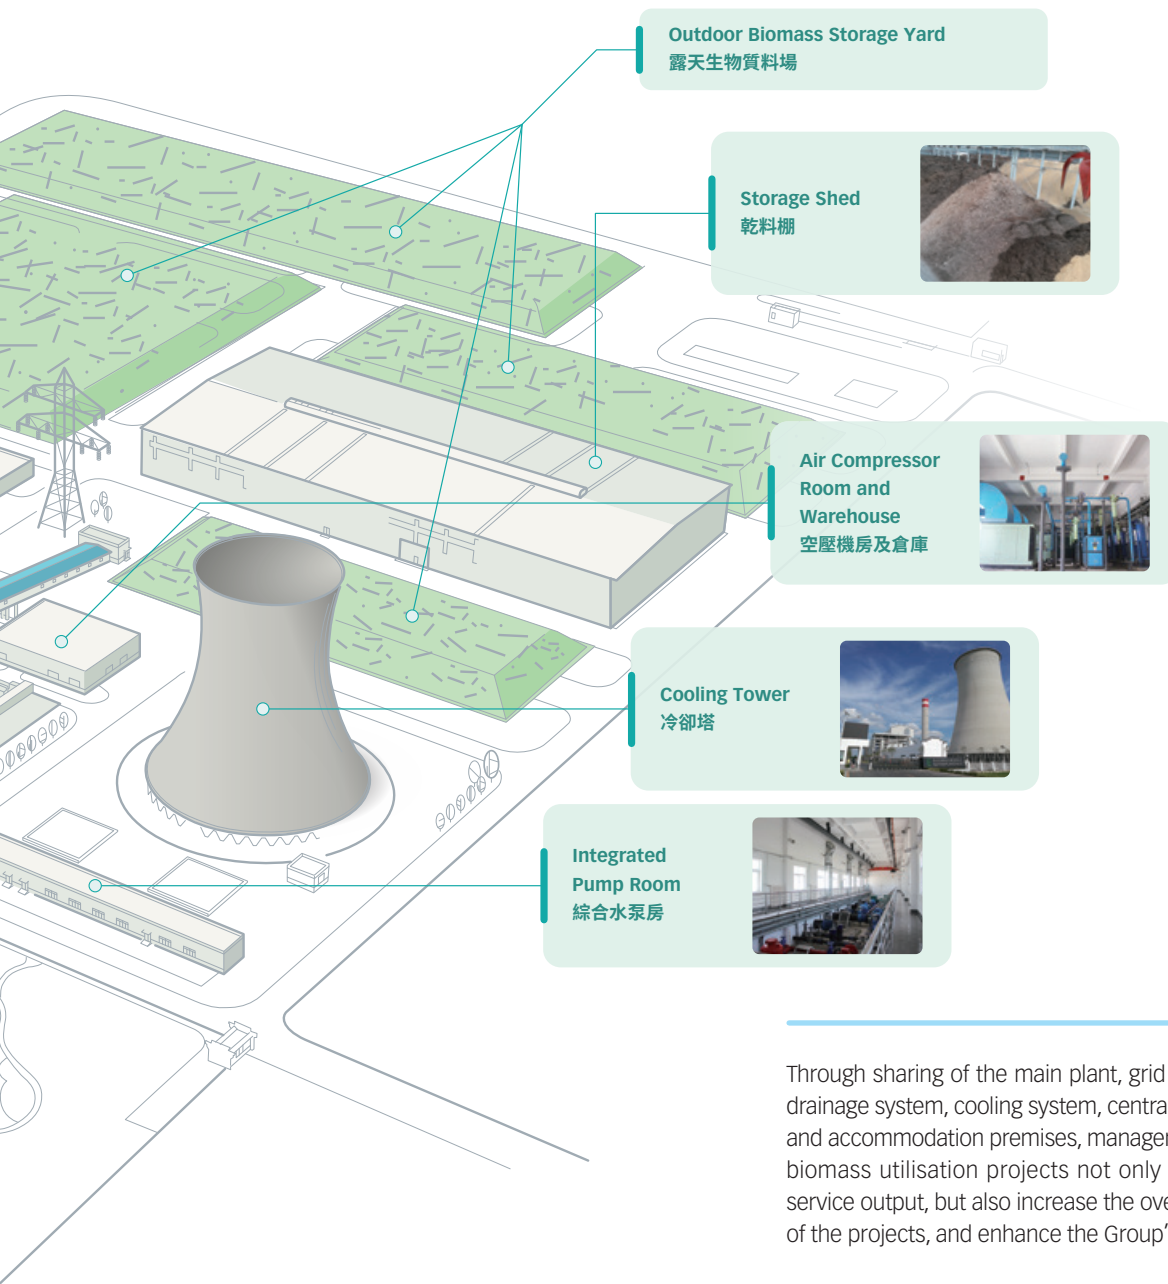 Outdoor Biomass Storage Yard
露天生物質料場
Storage Shed
乾料棚
Air Compressor
Room and
Warehouse
空壓機房及倉庫
Cooling Tower
冷卻塔
Integrated
Pump Room
綜合水泵房
Through sharing of the main plant, grid
drainage system, cooling system, centra
and accommodation premises, manager
biomass utilisation projects not only
service output, but also increase the ove
of the projects, and enhance the Group'